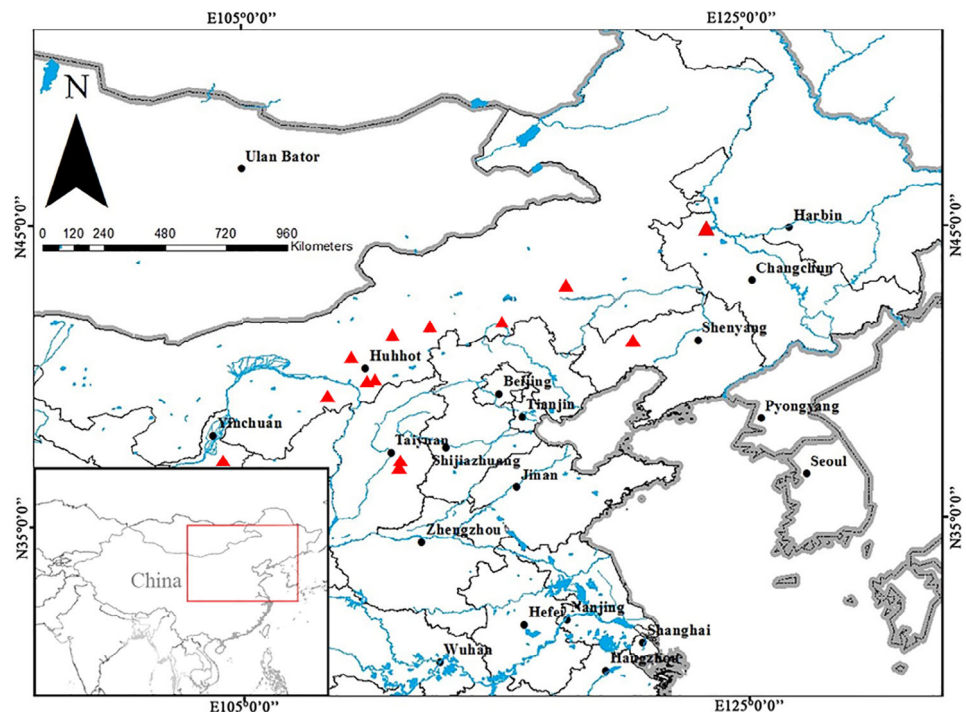 E105°0'0'' E125°0'0''
N
Ulan Bator
N45°0'0'' N45°0'0''
Harbin
0 120 240 480 720 960
Kilometers
Changchun
Shenyang
Huhhot
Beijing
Tianjin
Pyongyang
Yinchuan
Taiyuan
Shijiazhuang
Seoul
Jinan
N35°0'0'' N35°0'0''
Zhengzhou
China
Hefei Nanjing
Shanghai
Wuhan Hangzhou
E105°0'0'' E125°0'0''